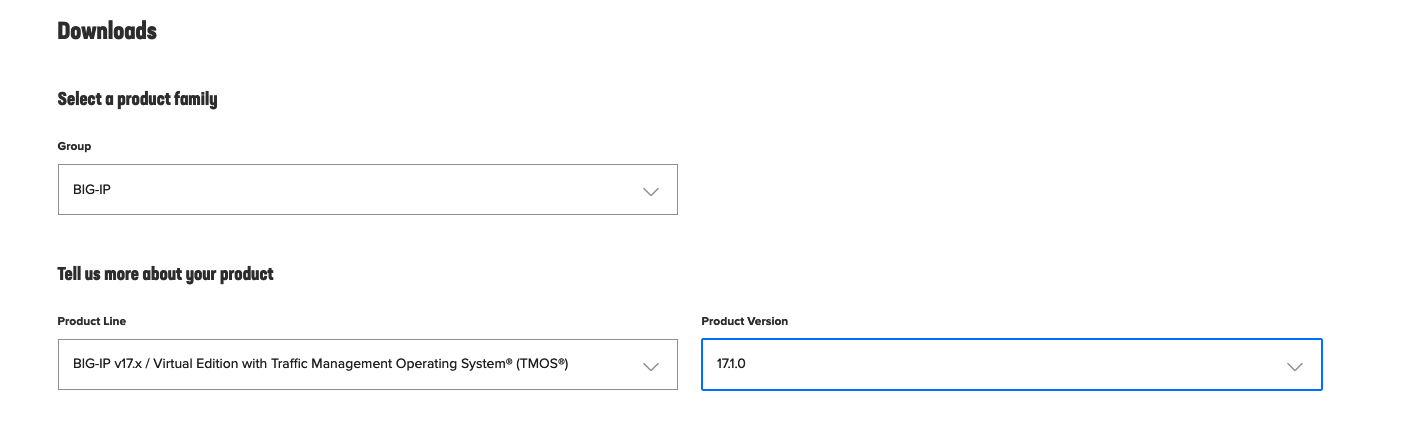 Downloads
Select a product family
Group
BIG-IP
Tell us more about your product
Product Line
BIG-IP v17.x / Virtual Edition with Traffic Management Operating System® (TMOS®)
Product Version
17.1.0